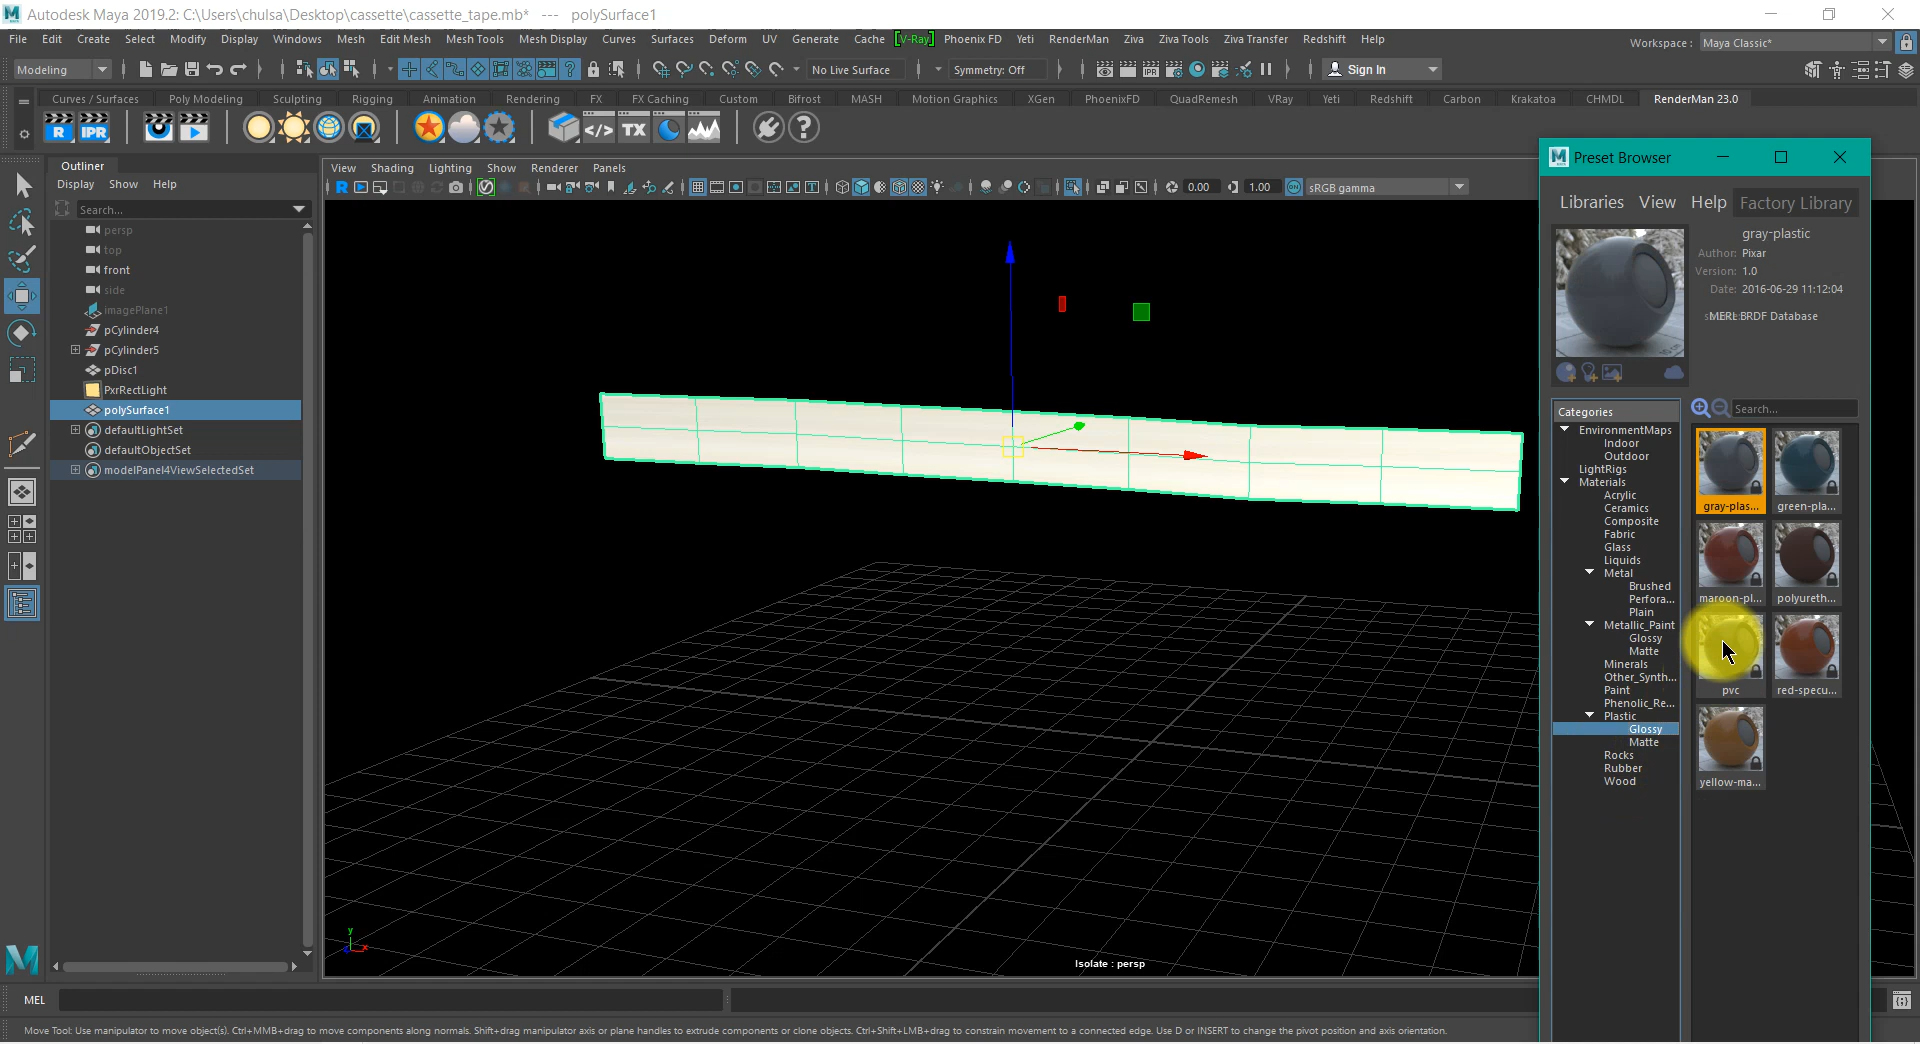 Autodesk Maya 2019.2: C:\Users\chulsa\Desktop\cassette\cassette_tape.mb* --- polySurface1
File Edit Create Select Modify Display Windows Mesh Edit Mesh Mesh Tools Mesh Display Curves Surfaces Deform UV Generate Cache [V-Ray] Phoenix FD Yeti RenderMan Ziva Ziva Tools Ziva Transfer Redshift Help
Workspace : Maya Classic*
Modeling No Live Surface Symmetry: Off Sign In
Curves / Surfaces Poly Modeling Sculpting Rigging Animation Rendering FX FX Caching Custom Bifrost MASH Motion Graphics XGen PhoenixFD QuadRemesh VRay Yeti Redshift Carbon Krakatoa CHMDL RenderMan 23.0
R IPR </> TX
Outliner
Display Show Help
Search...
persp
top
front
side
imagePlane1
pCylinder4
pCylinder5
pDisc1
PxrRectLight
polySurface1
defaultLightSet
defaultObjectSet
modelPanel4ViewSelectedSet
View Shading Lighting Show Renderer Panels
0.00 1.00 sRGB gamma
Isolate : persp
y
x
Preset Browser
Libraries View Help Factory Library
gray-plastic
Author: Pixar
Version: 1.0
Date: 2016-06-29 11:12:04
MERL BRDF Database
Categories
EnvironmentMaps
Indoor
Outdoor
LightRigs
Materials
Acrylic
Ceramics
Composite
Fabric
Glass
Liquids
Metal
Brushed
Perfora...
Plain
Metallic_Paint
Glossy
Matte
Minerals
Other_Synth...
Paint
Phenolic_Re...
Plastic
Glossy
Matte
Rocks
Rubber
Wood
Search...
gray-plas... green-pla...
maroon-pl... polyureth...
pvc red-specu...
yellow-ma...
MEL
Move Tool: Use manipulator to move object(s). Ctrl+MMB+drag to move components along normals. Shift+drag manipulator axis or plane handles to extrude components or clone objects. Ctrl+Shift+LMB+drag to constrain movement to a connected edge. Use D or INSERT to change the pivot position and axis orientation.